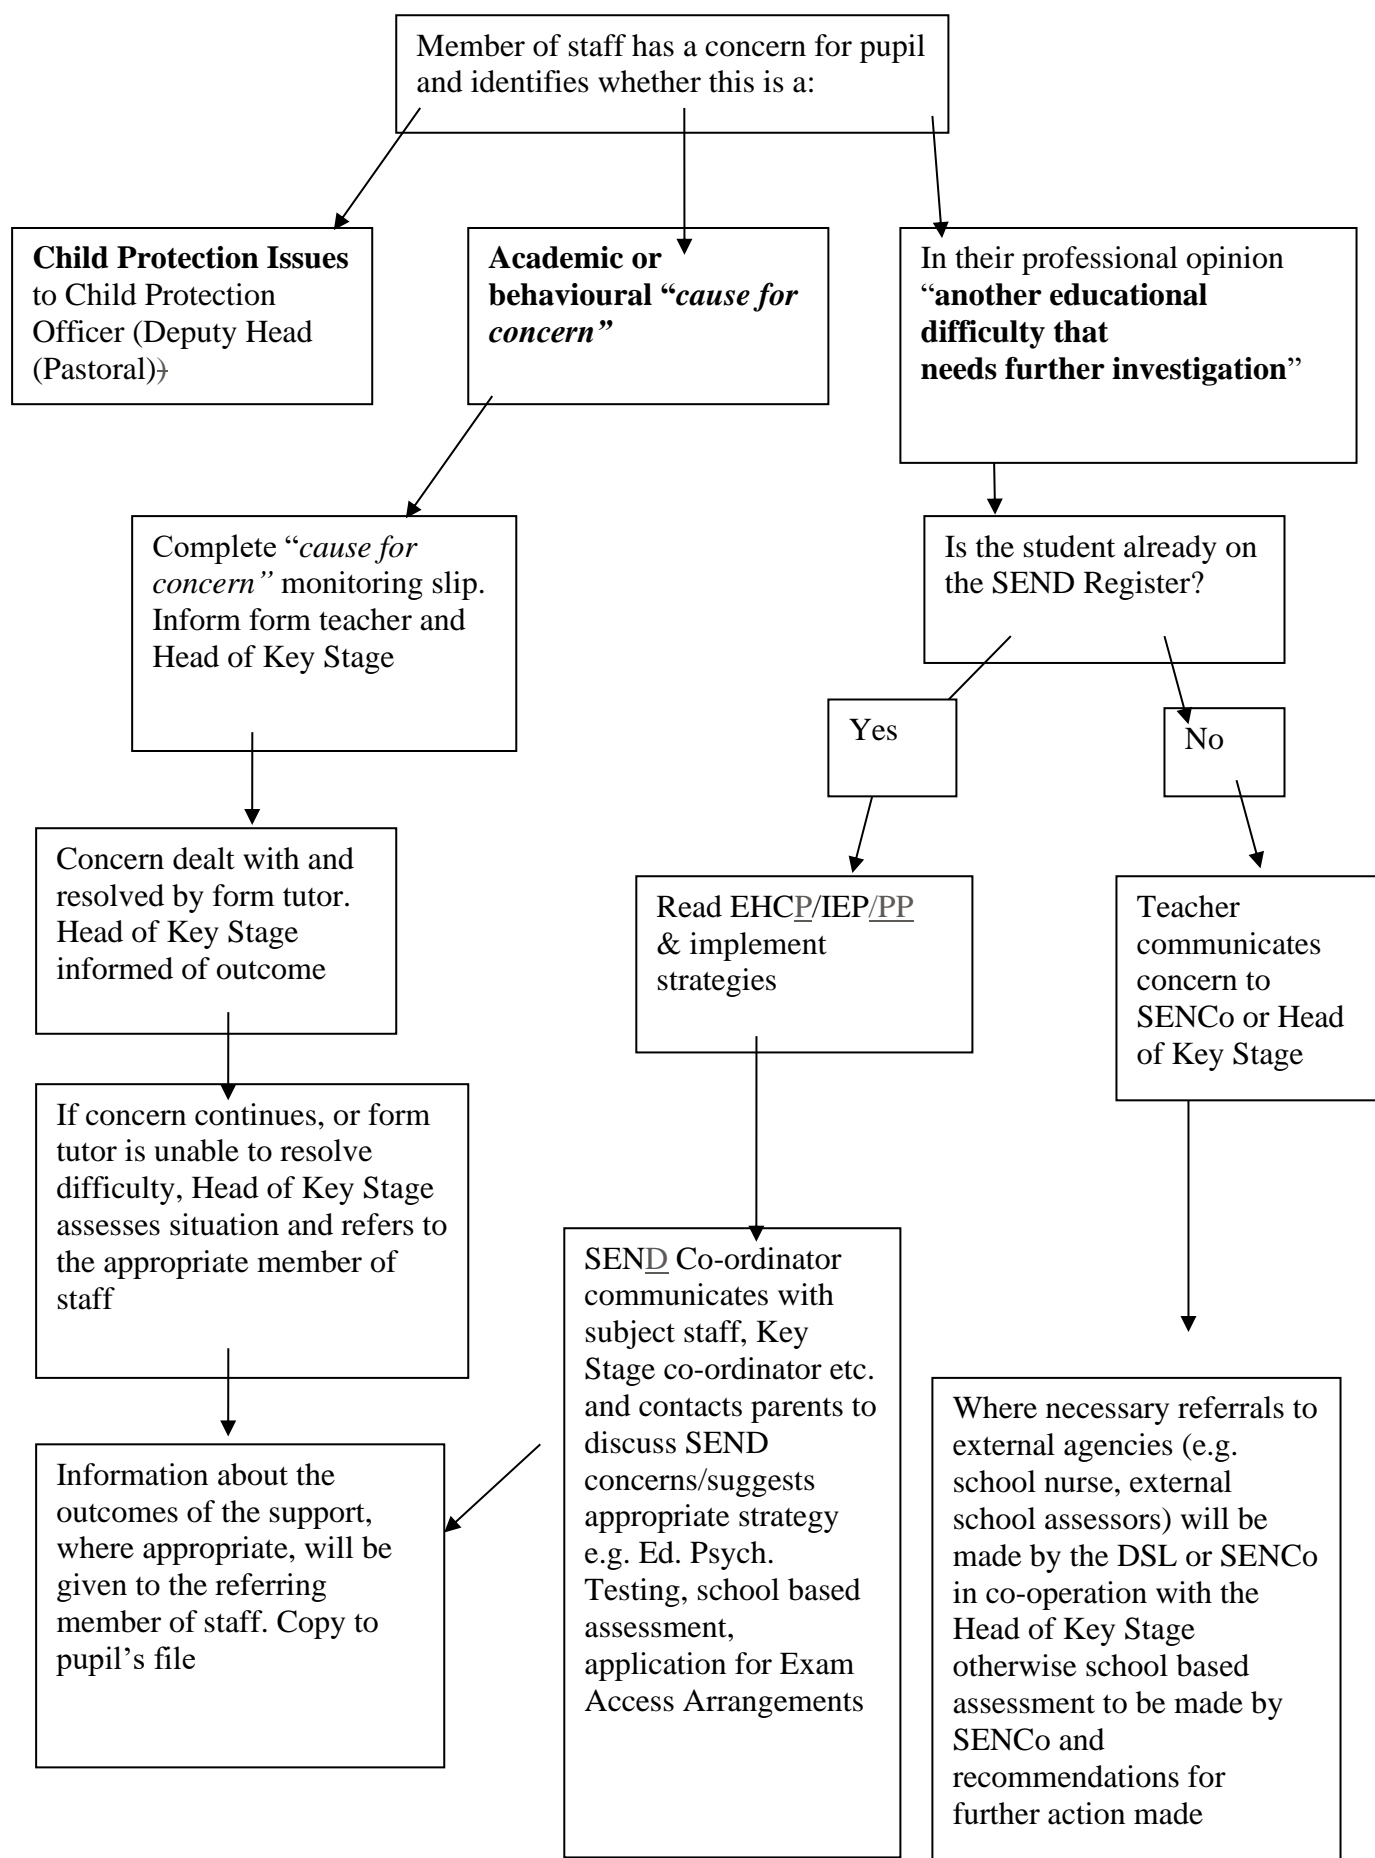 Member of staff has a concern for pupil
and identifies whether this is a:
Child Protection Issues
to Child Protection
Officer (Deputy Head
(Pastoral))
Academic or
behavioural “cause for
concern”
In their professional opinion
“another educational
difficulty that
needs further investigation”
Complete “cause for
concern” monitoring slip.
Inform form teacher and
Head of Key Stage
Is the student already on
the SEND Register?
Yes
No
Concern dealt with and
resolved by form tutor.
Head of Key Stage
informed of outcome
Read EHCP/IEP/PP
& implement
strategies
Teacher
communicates
concern to
SENCo or Head
of Key Stage
If concern continues, or form
tutor is unable to resolve
difficulty, Head of Key Stage
assesses situation and refers to
the appropriate member of
staff
SEND Co-ordinator
communicates with
subject staff, Key
Stage co-ordinator etc.
and contacts parents to
discuss SEND
concerns/suggests
appropriate strategy
e.g. Ed. Psych.
Testing, school based
assessment,
application for Exam
Access Arrangements
Where necessary referrals to
external agencies (e.g.
school nurse, external
school assessors) will be
made by the DSL or SENCo
in co-operation with the
Head of Key Stage
otherwise school based
assessment to be made by
SENCo and
recommendations for
further action made
Information about the
outcomes of the support,
where appropriate, will be
given to the referring
member of staff. Copy to
pupil’s file